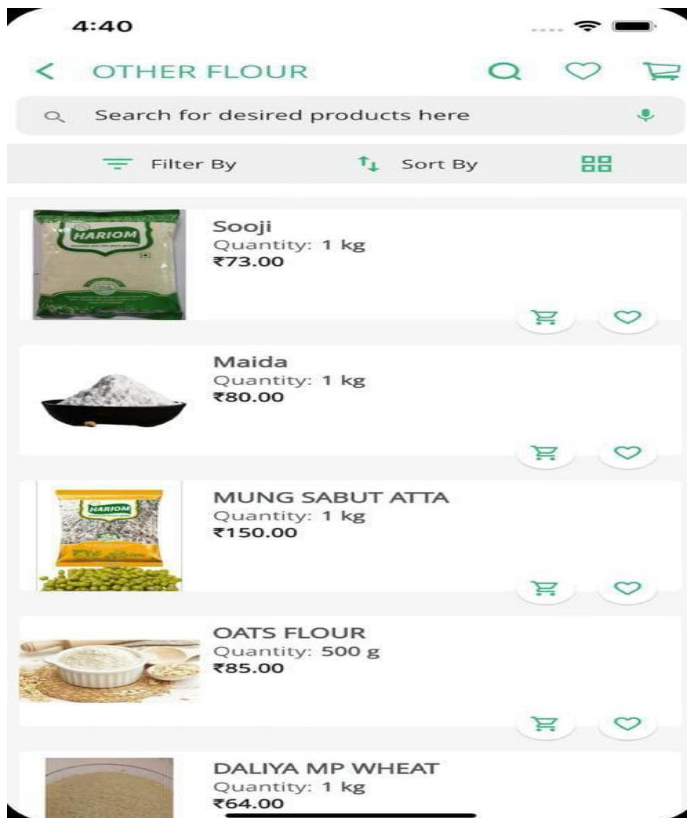 4:40
OTHER FLOUR
Search for desired products here
Filter By
Sort By
HARIOM
Sooji
Quantity: 1 kg
₹73.00
Maida
Quantity: 1 kg
₹80.00
HARIOM
MUNG SABUT ATTA
Quantity: 1 kg
₹150.00
OATS FLOUR
Quantity: 500 g
₹85.00
DALIYA MP WHEAT
Quantity: 1 kg
₹64.00